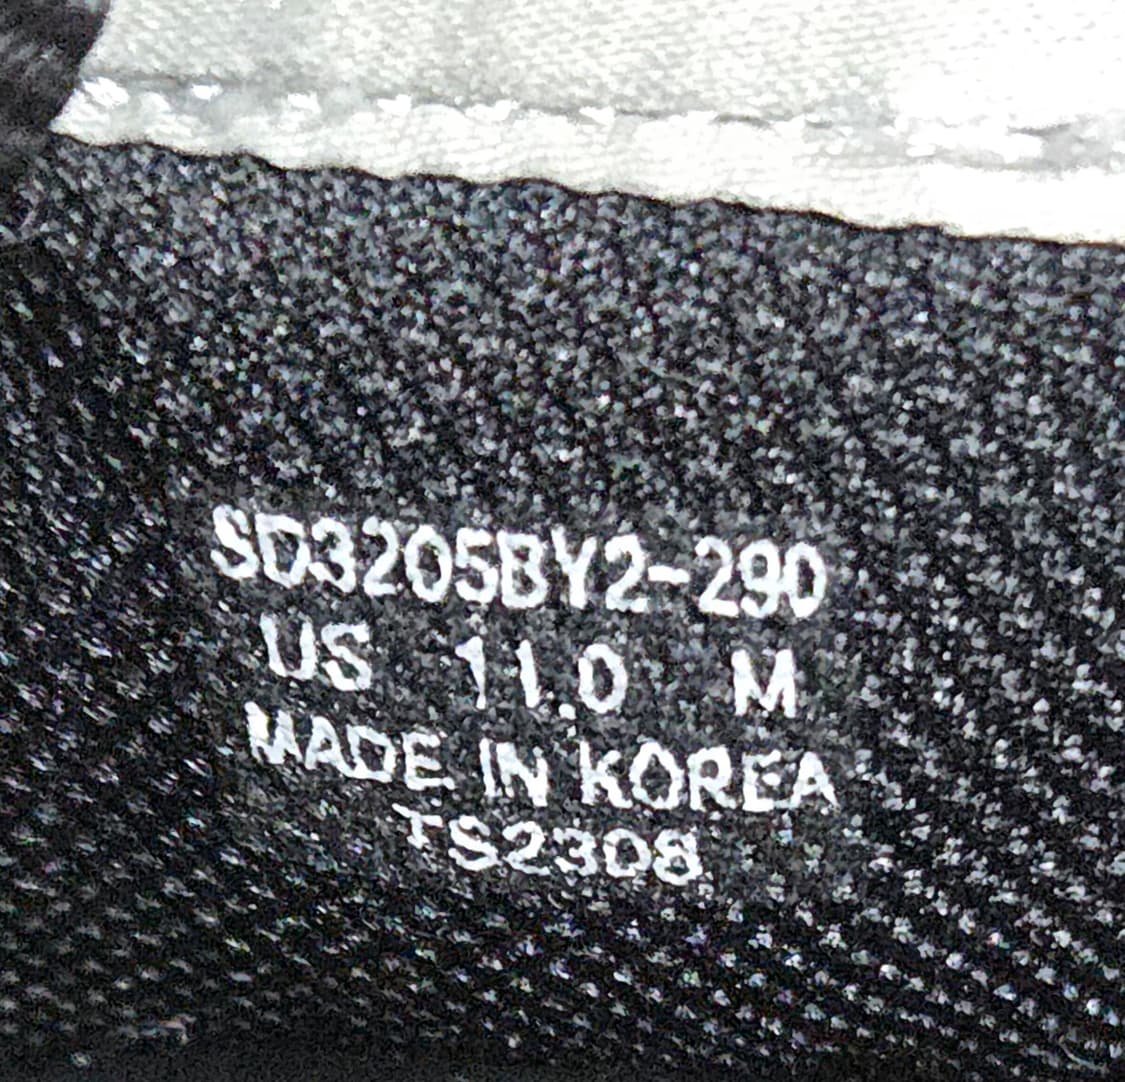 SD3205BY2-290
US 11.0 M
MADE IN KOREA
TS2308